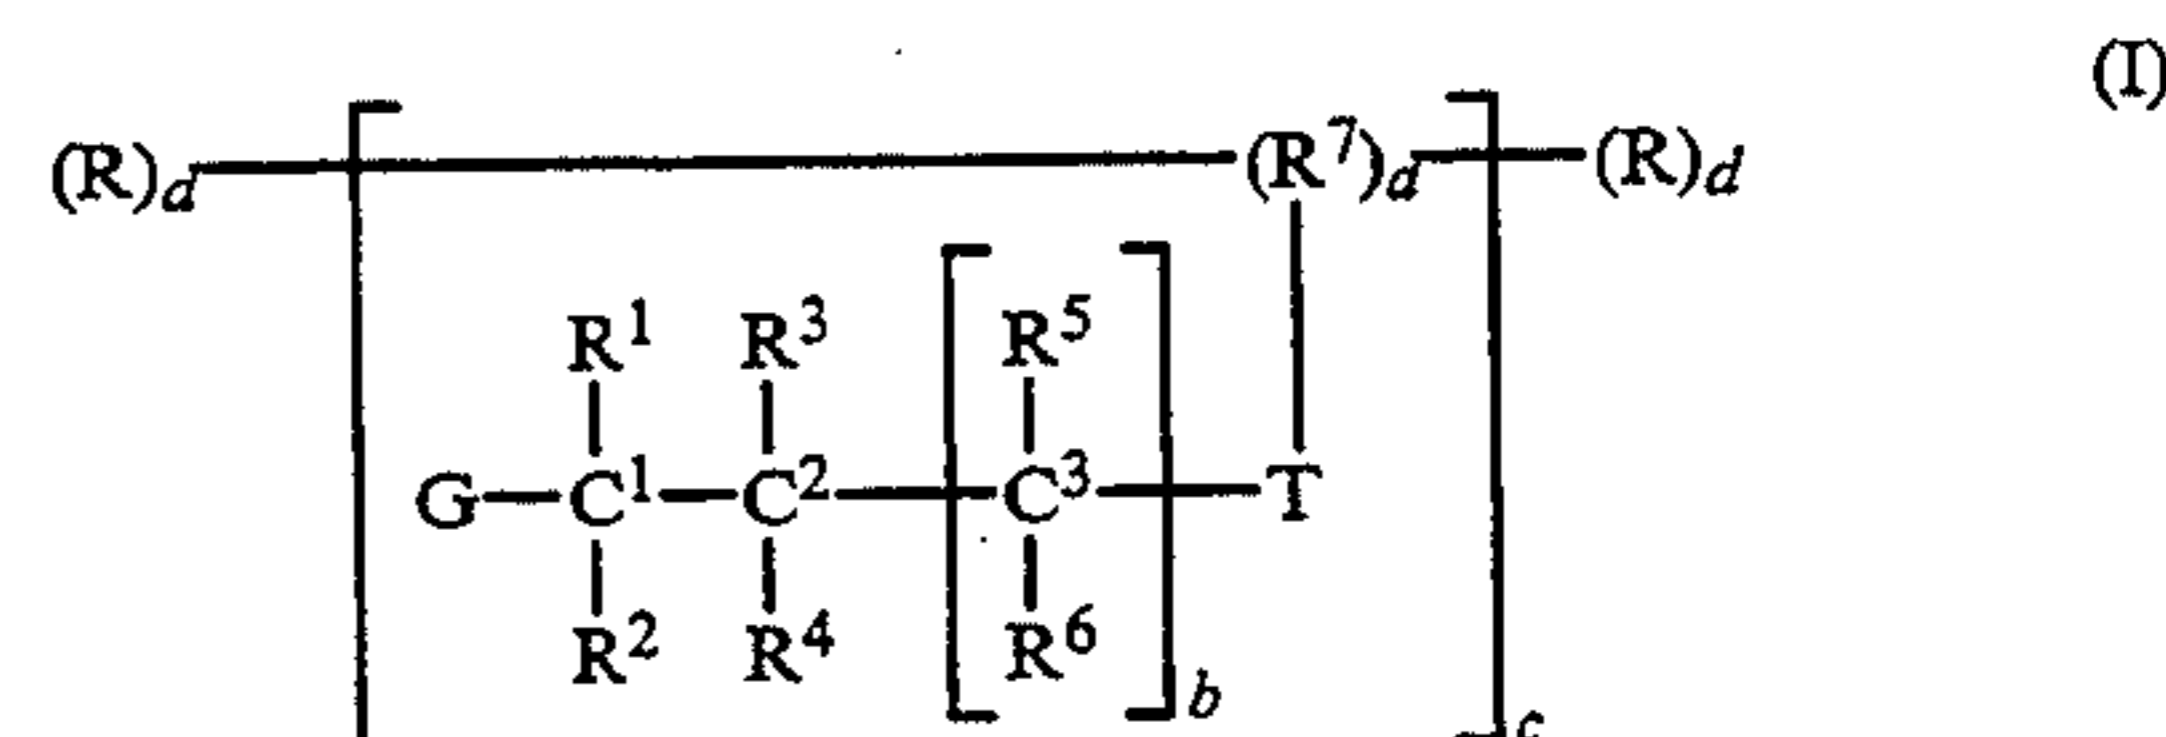 (I)
(R)d (R⁷)d (R)d
R¹ R³ R⁵
G C¹ C² C³ T
R² R⁴ R⁶
b